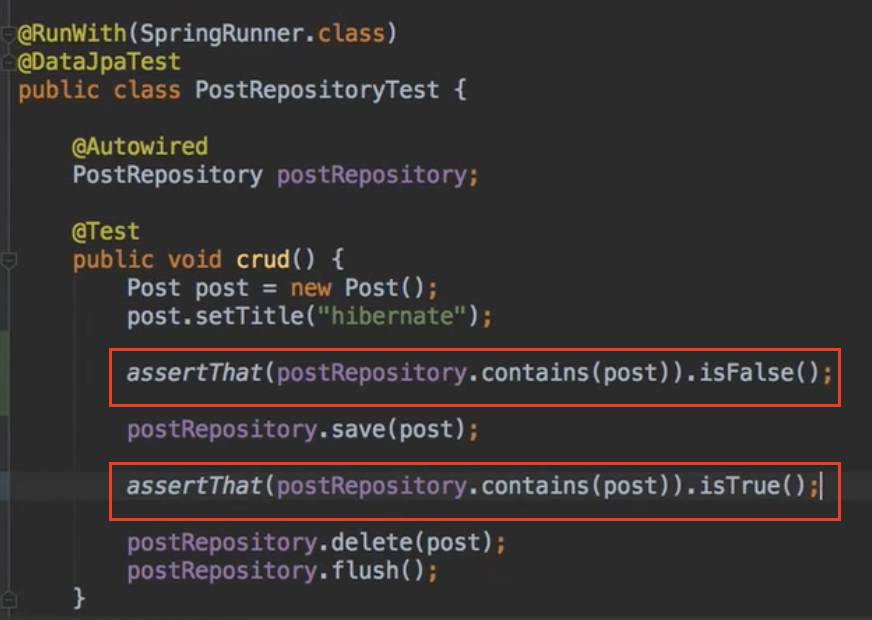 @RunWith(SpringRunner.class)
@DataJpaTest
public class PostRepositoryTest {
@Autowired
PostRepository postRepository;
@Test
public void crud() {
Post post = new Post();
post.setTitle("hibernate");
assertThat(postRepository.contains(post)).isFalse();
postRepository.save(post);
assertThat(postRepository.contains(post)).isTrue();
postRepository.delete(post);
postRepository.flush();
}